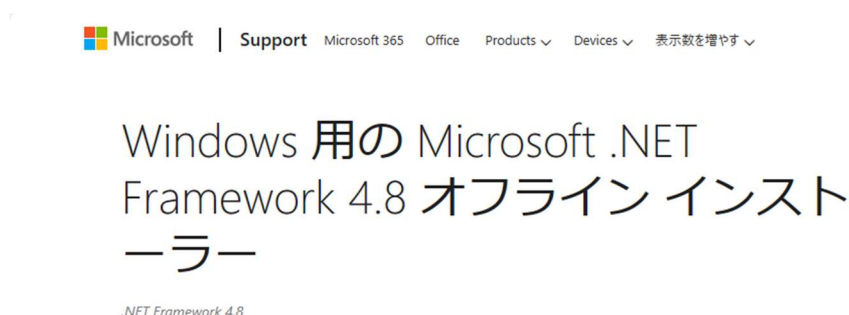 Microsoft | Support Microsoft 365 Office Products Devices 表示数を増やす
Windows 用の Microsoft .NET
Framework 4.8 オフライン インスト
ーラー
.NET Framework 4.8